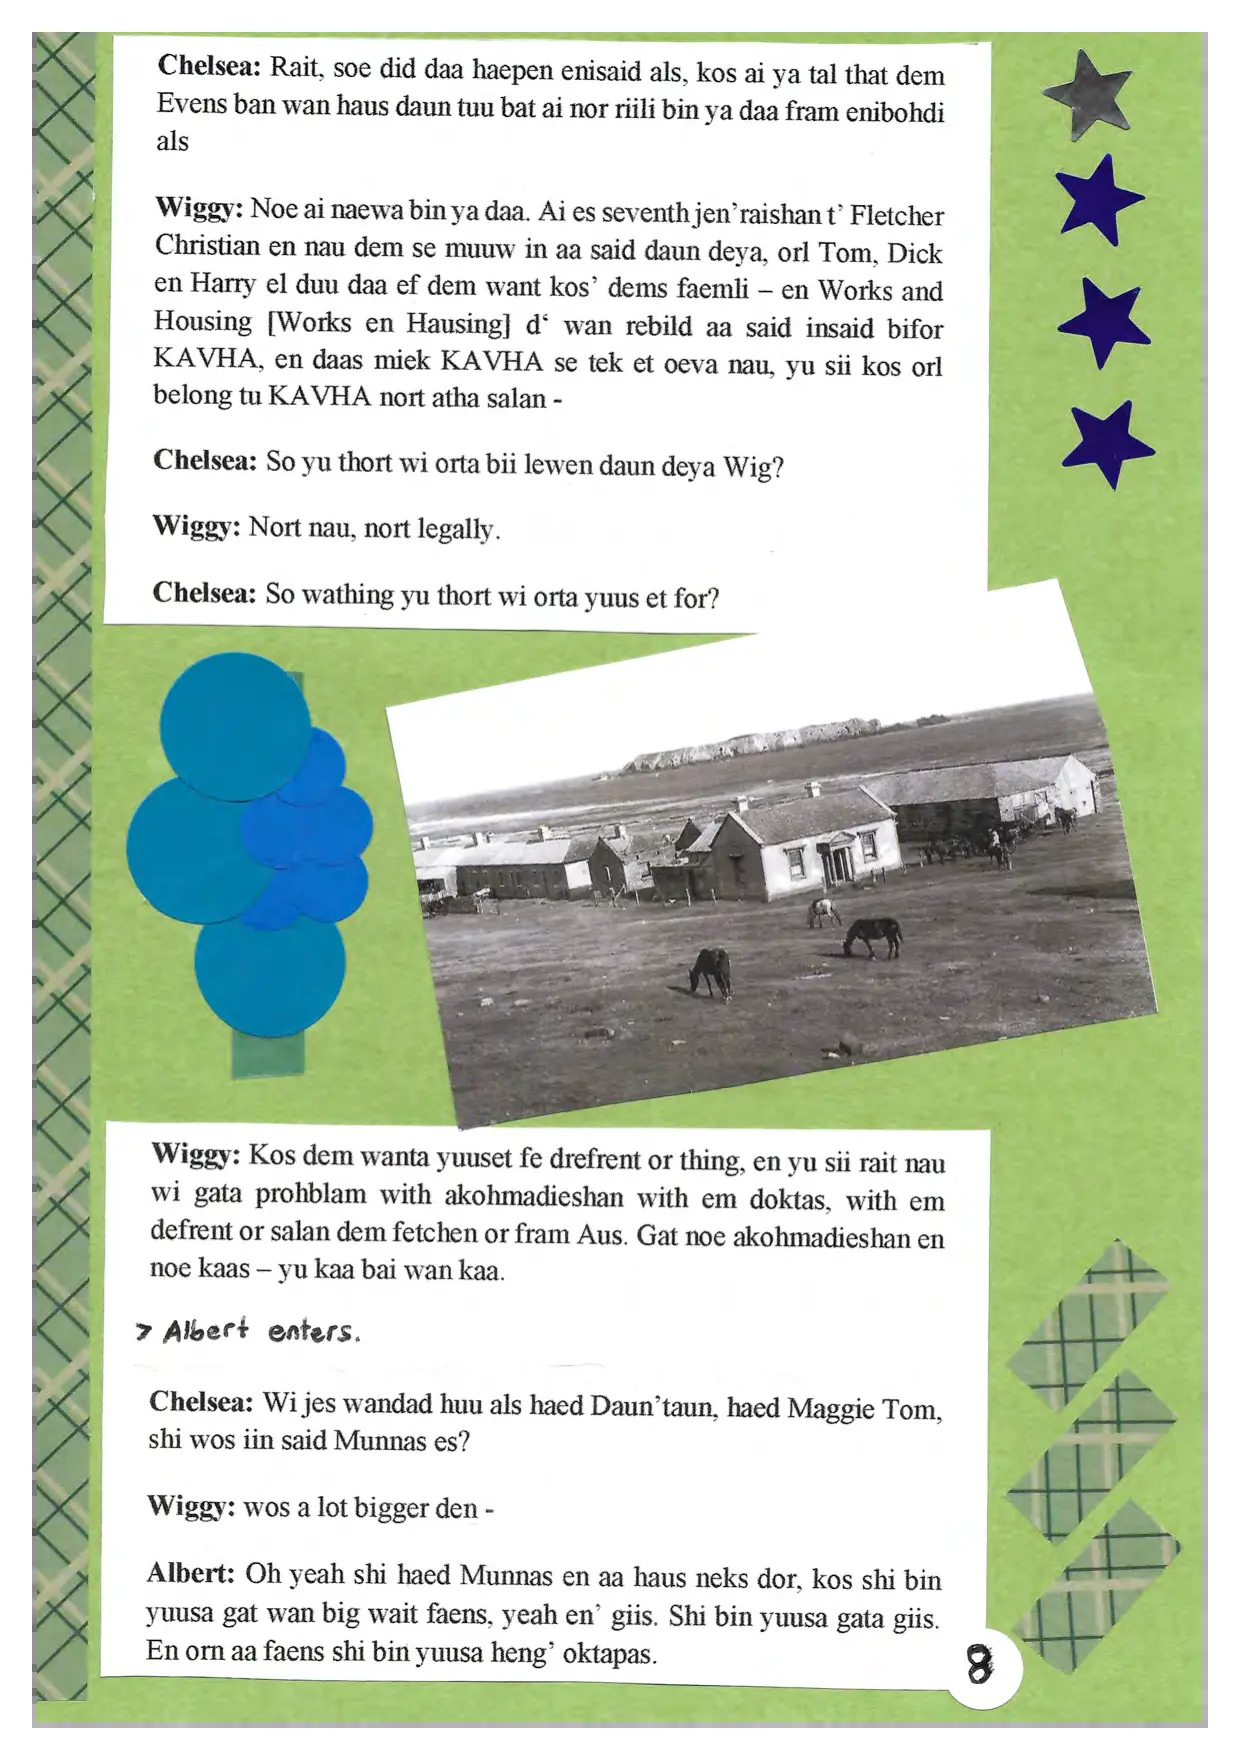 Chelsea: Rait, soe did daa haepen enisaid als, kos ai ya tal that dem
Evens ban wan haus daun tuu bat ai nor riili bin ya daa fram enibohdi
als
Wiggy: Noe ai naewa bin ya daa. Ai es seventh jen’raishan t’ Fletcher
Christian en nau dem se muuw in aa said daun deya, orl Tom, Dick
en Harry el duu daa ef dem want kos’ dems faemli – en Works and
Housing [Works en Hausing] d‘ wan rebild aa said insaid bifor
KAVHA, en daas miek KAVHA se tek et oeva nau, yu sii kos orl
belong tu KAVHA nort atha salan -
Chelsea: So yu thort wi orta bii lewen daun deya Wig?
Wiggy: Nort nau, nort legally.
Chelsea: So wathing yu thort wi orta yuus et for?
Wiggy: Kos dem wanta yuuset fe drefrent or thing, en yu sii rait nau
wi gata prohblam with akohmadieshan with em doktas, with em
defrent or salan dem fetchen or fram Aus. Gat noe akohmadieshan en
noe kaas – yu kaa bai wan kaa.
> Albert enters.
Chelsea: Wi jes wandad huu als haed Daun’taun, haed Maggie Tom,
shi wos iin said Munnas es?
Wiggy: wos a lot bigger den -
Albert: Oh yeah shi haed Munnas en aa haus neks dor, kos shi bin
yuusa gat wan big wait faens, yeah en’ giis. Shi bin yuusa gata giis.
En orn aa faens shi bin yuusa heng’ oktapas.
8